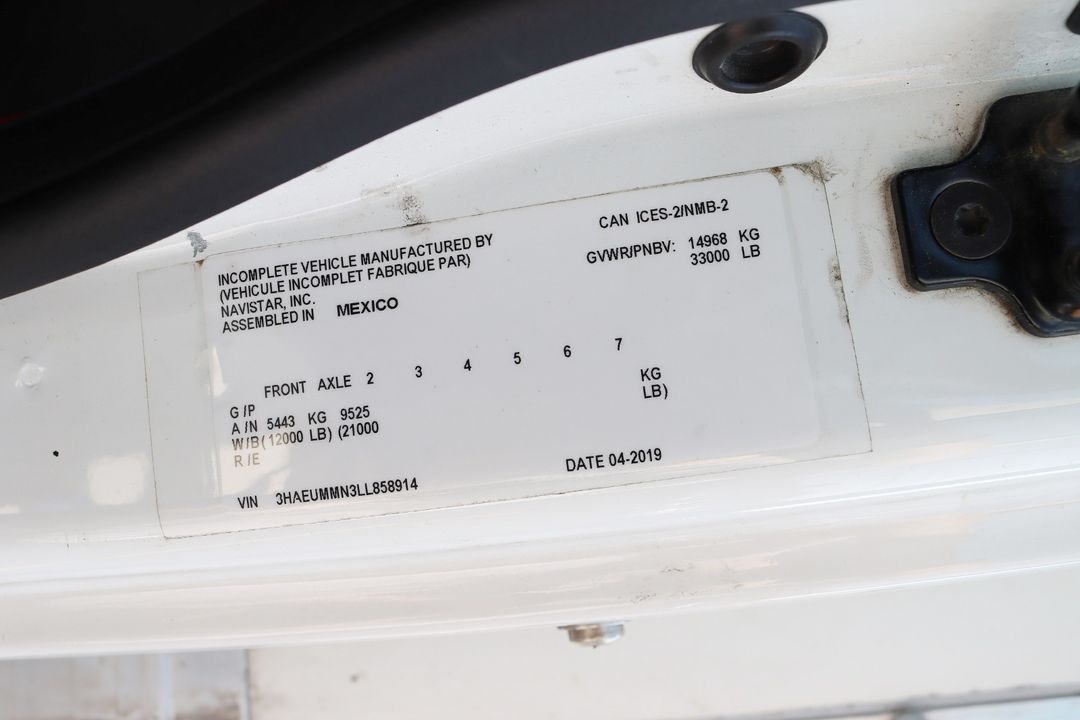 INCOMPLETE VEHICLE MANUFACTURED BY
(VEHICULE INCOMPLET FABRIQUE PAR)
NAVISTAR, INC.
ASSEMBLED IN MEXICO
CAN ICES-2/NMB-2
GVWR/PNBV: 14968 KG
33000 LB
FRONT AXLE 2 3 4 5 6 7
G/P
A/N 5443 KG 9525 KG
W/B (12000 LB) (21000 LB)
R/E
VIN 3HAEUMMN3LL858914
DATE 04-2019